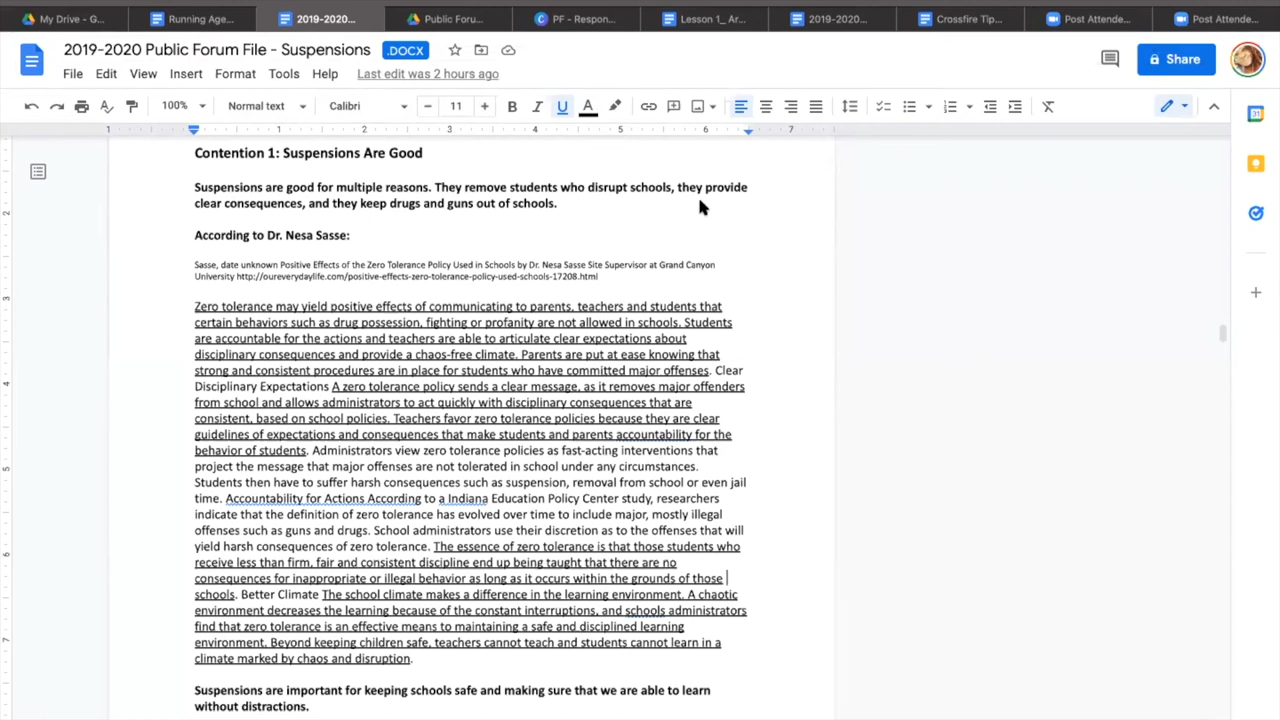 My Drive - G...
Running Age...
2019-2020...
Public Foru...
PF - Respon...
Lesson 1_ Ar...
2019-2020...
Crossfire Tip...
Post Attende...
Post Attende...
2019-2020 Public Forum File - Suspensions .DOCX
Share
File Edit View Insert Format Tools Help Last edit was 2 hours ago
100% Normal text Calibri − 11 + B I U A
1 1 2 3 4 5 6 7
Contention 1: Suspensions Are Good
Suspensions are good for multiple reasons. They remove students who disrupt schools, they provide
clear consequences, and they keep drugs and guns out of schools.
According to Dr. Nesa Sasse:
Sasse, date unknown Positive Effects of the Zero Tolerance Policy Used in Schools by Dr. Nesa Sasse Site Supervisor at Grand Canyon
University http://oureverydaylife.com/positive-effects-zero-tolerance-policy-used-schools-17208.html
Zero tolerance may yield positive effects of communicating to parents, teachers and students that
certain behaviors such as drug possession, fighting or profanity are not allowed in schools. Students
are accountable for the actions and teachers are able to articulate clear expectations about
disciplinary consequences and provide a chaos-free climate. Parents are put at ease knowing that
strong and consistent procedures are in place for students who have committed major offenses. Clear
Disciplinary Expectations A zero tolerance policy sends a clear message, as it removes major offenders
from school and allows administrators to act quickly with disciplinary consequences that are
consistent, based on school policies. Teachers favor zero tolerance policies because they are clear
guidelines of expectations and consequences that make students and parents accountability for the
behavior of students. Administrators view zero tolerance policies as fast-acting interventions that
project the message that major offenses are not tolerated in school under any circumstances.
Students then have to suffer harsh consequences such as suspension, removal from school or even jail
time. Accountability for Actions According to a Indiana Education Policy Center study, researchers
indicate that the definition of zero tolerance has evolved over time to include major, mostly illegal
offenses such as guns and drugs. School administrators use their discretion as to the offenses that will
yield harsh consequences of zero tolerance. The essence of zero tolerance is that those students who
receive less than firm, fair and consistent discipline end up being taught that there are no
consequences for inappropriate or illegal behavior as long as it occurs within the grounds of those
schools. Better Climate The school climate makes a difference in the learning environment. A chaotic
environment decreases the learning because of the constant interruptions, and schools administrators
find that zero tolerance is an effective means to maintaining a safe and disciplined learning
environment. Beyond keeping children safe, teachers cannot teach and students cannot learn in a
climate marked by chaos and disruption.
Suspensions are important for keeping schools safe and making sure that we are able to learn
without distractions.
2
3
4
5
6
7
31